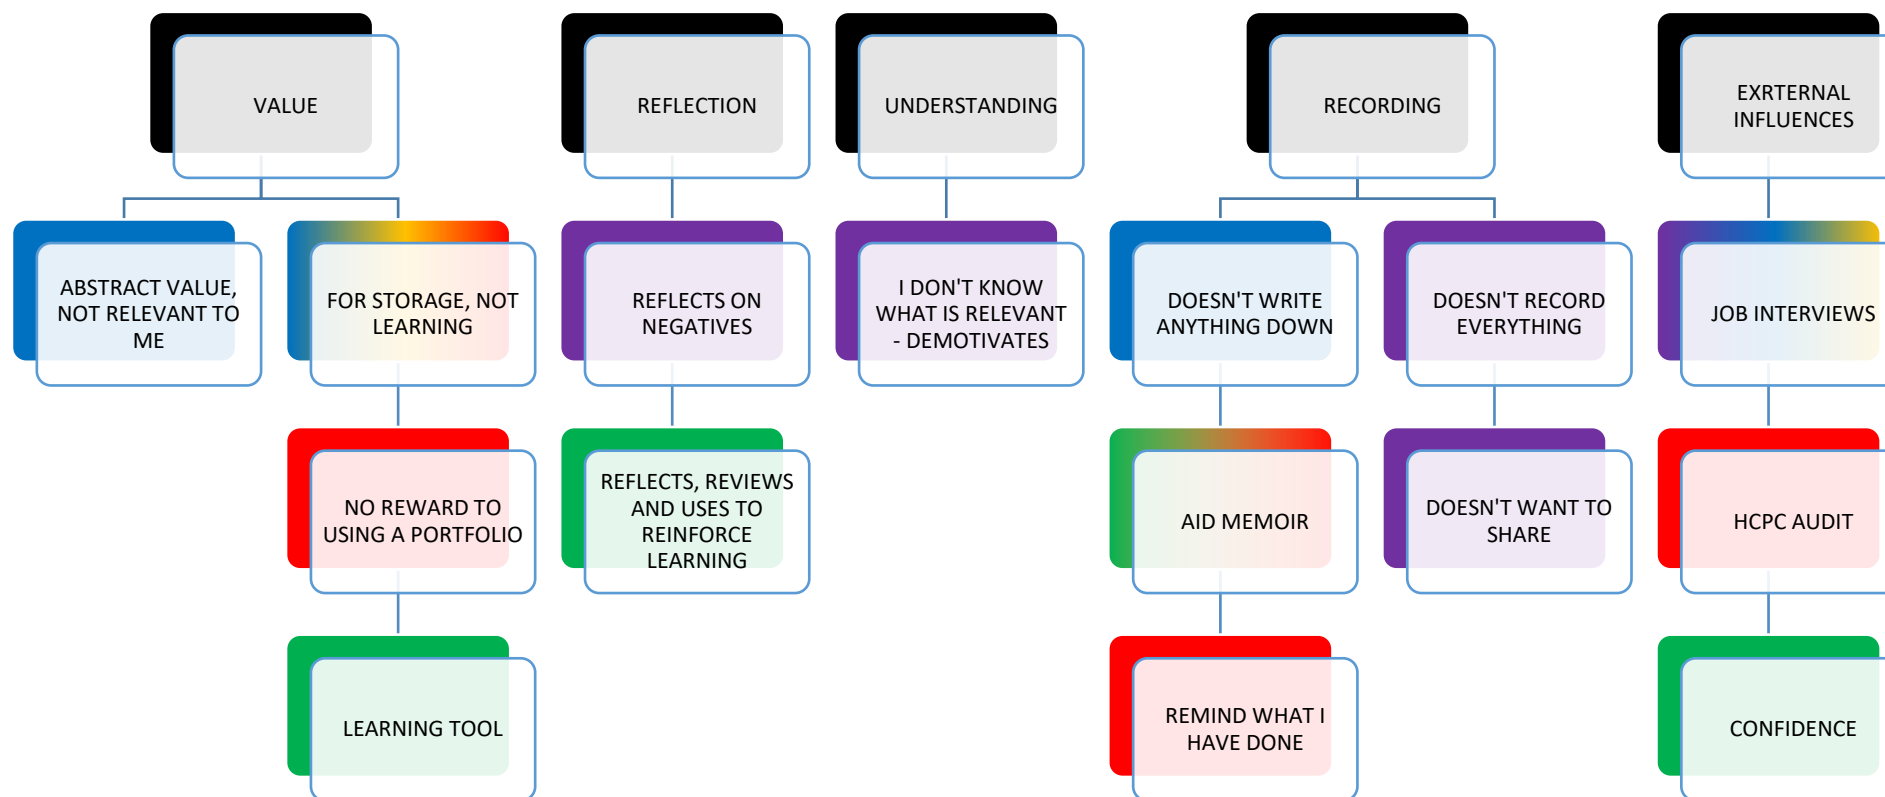 VALUE
REFLECTION
UNDERSTANDING
RECORDING
EXRTERNAL
INFLUENCES
ABSTRACT VALUE,
NOT RELEVANT TO
ME
FOR STORAGE, NOT
LEARNING
REFLECTS ON
NEGATIVES
I DON'T KNOW
WHAT IS RELEVANT
- DEMOTIVATES
DOESN'T WRITE
ANYTHING DOWN
DOESN'T RECORD
EVERYTHING
JOB INTERVIEWS
NO REWARD TO
USING A PORTFOLIO
REFLECTS, REVIEWS
AND USES TO
REINFORCE
LEARNING
AID MEMOIR
DOESN'T WANT TO
SHARE
HCPC AUDIT
LEARNING TOOL
REMIND WHAT I
HAVE DONE
CONFIDENCE